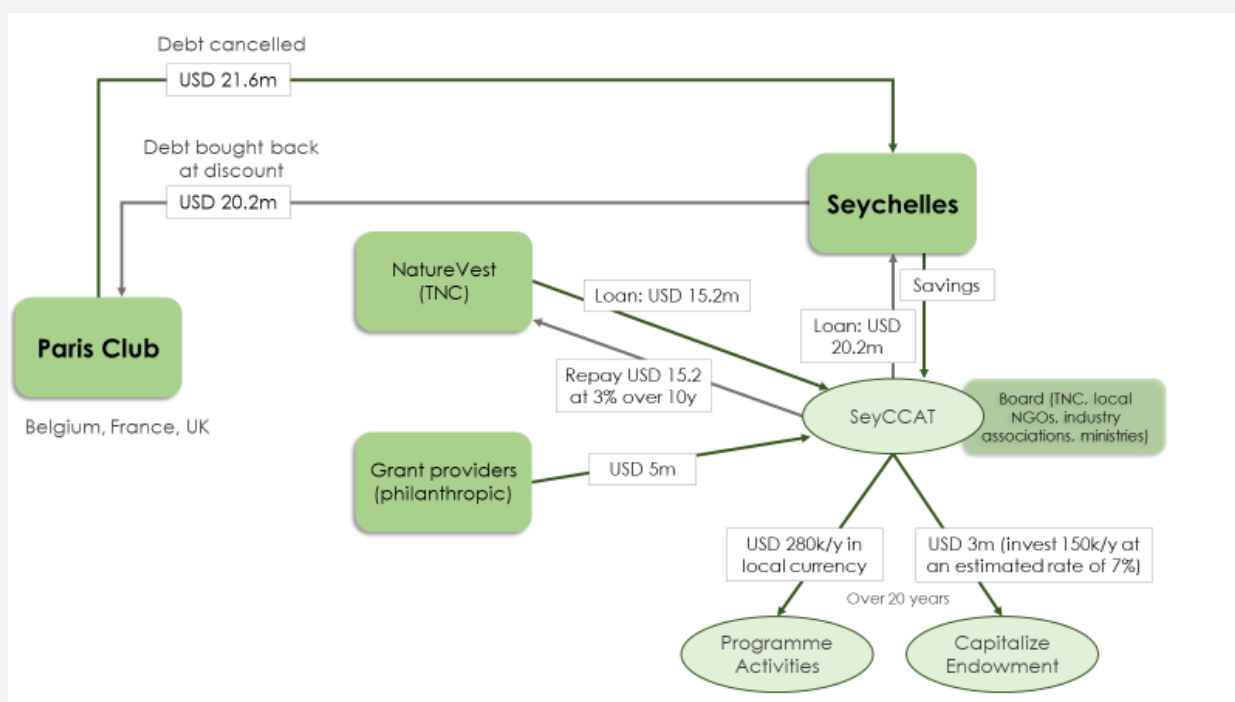 Debt cancelled
USD 21.6m
Debt bought back
at discount
USD 20.2m
Seychelles
NatureVest
(TNC)
Loan: USD 15.2m
Savings
Loan: USD
20.2m
Paris Club
Belgium, France, UK
Repay USD 15.2
at 3% over 10y
SeyCCAT
Board (TNC, local
NGOs, industry
associations, ministries)
Grant providers
(philanthropic)
USD 5m
USD 280k/y in
local currency
USD 3m (invest 150k/y at
an estimated rate of 7%)
Over 20 years
Programme
Activities
Capitalize
Endowment